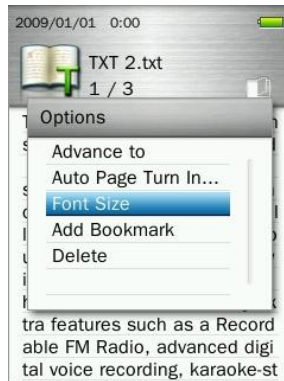 2009/01/01 0:00
T
TXT 2.txt
1 / 3
Options
Advance to
Auto Page Turn In...
Font Size
Add Bookmark
Delete
tra features such as a Record
able FM Radio, advanced digi
tal voice recording, karaoke-st